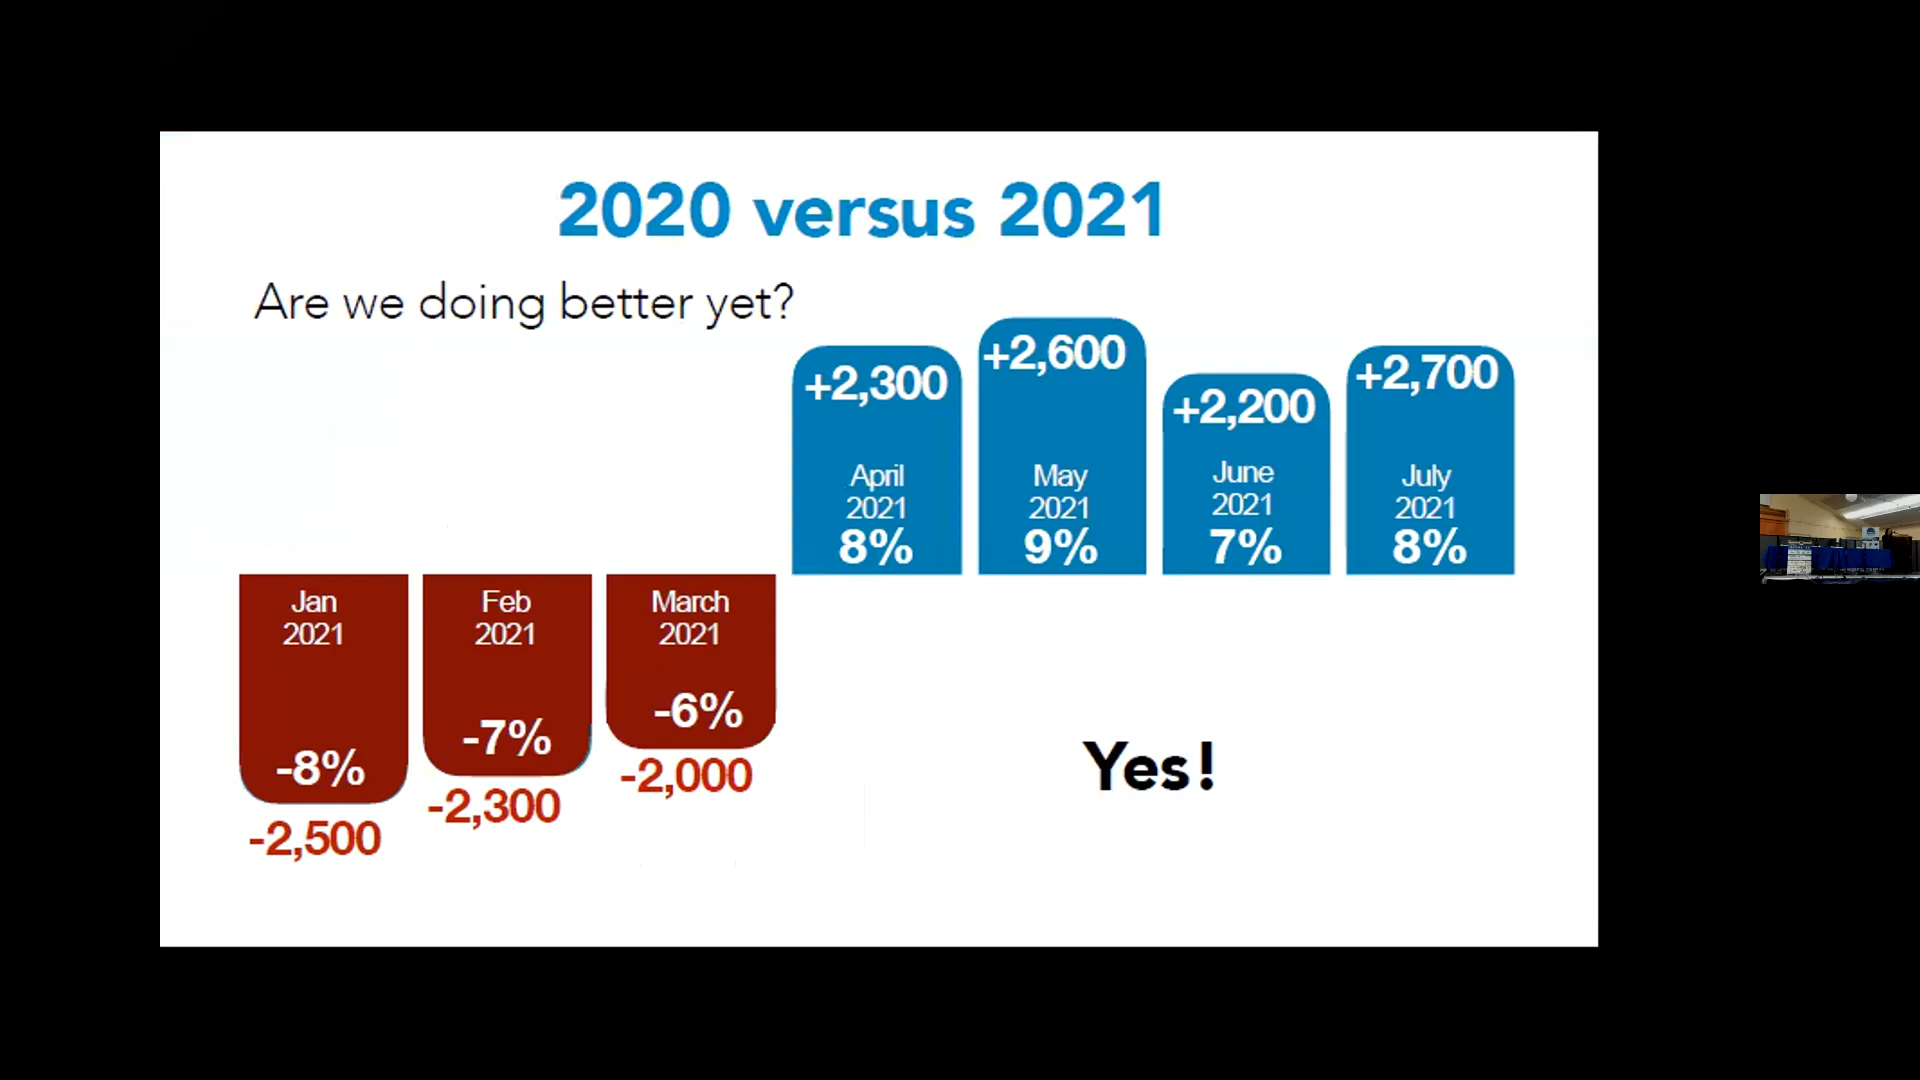 2020 versus 2021
Are we doing better yet?
+2,300
April
2021
8%
+2,600
May
2021
9%
+2,200
June
2021
7%
+2,700
July
2021
8%
Jan
2021
-8%
-2,500
Feb
2021
-7%
-2,300
March
2021
-6%
-2,000
Yes!